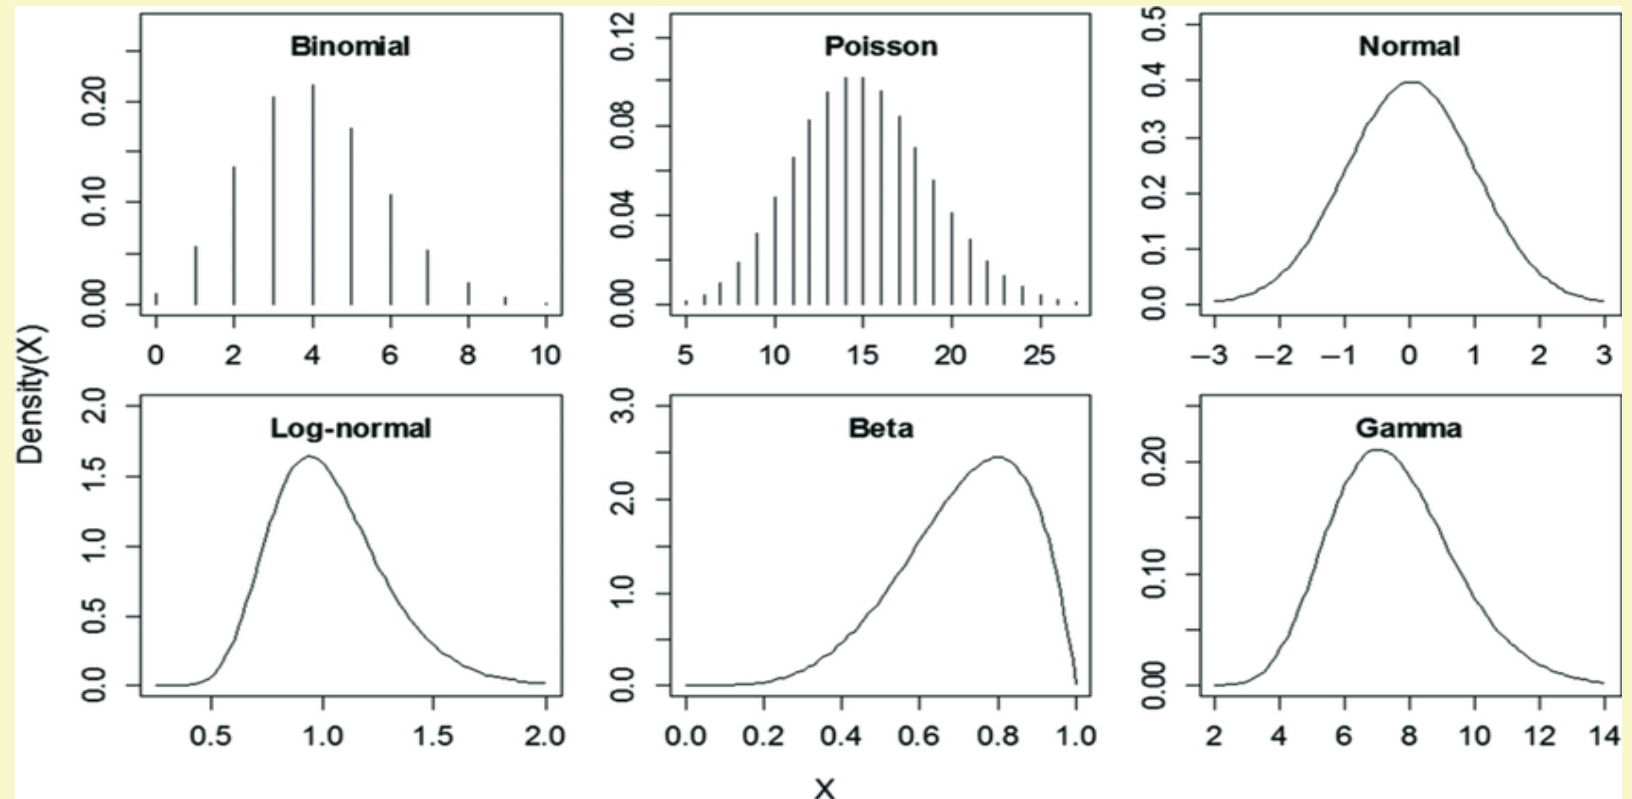 Density(X)
Binomial
0.00 0.10 0.20
0 2 4 6 8 10
Poisson
0.00 0.04 0.08 0.12
5 10 15 20 25
Normal
0.0 0.1 0.2 0.3 0.4 0.5
−3 −2 −1 0 1 2 3
Log-normal
0.0 0.5 1.0 1.5 2.0
0.5 1.0 1.5 2.0
Beta
0.0 1.0 2.0 3.0
0.0 0.2 0.4 0.6 0.8 1.0
Gamma
0.00 0.10 0.20
2 4 6 8 10 12 14
X